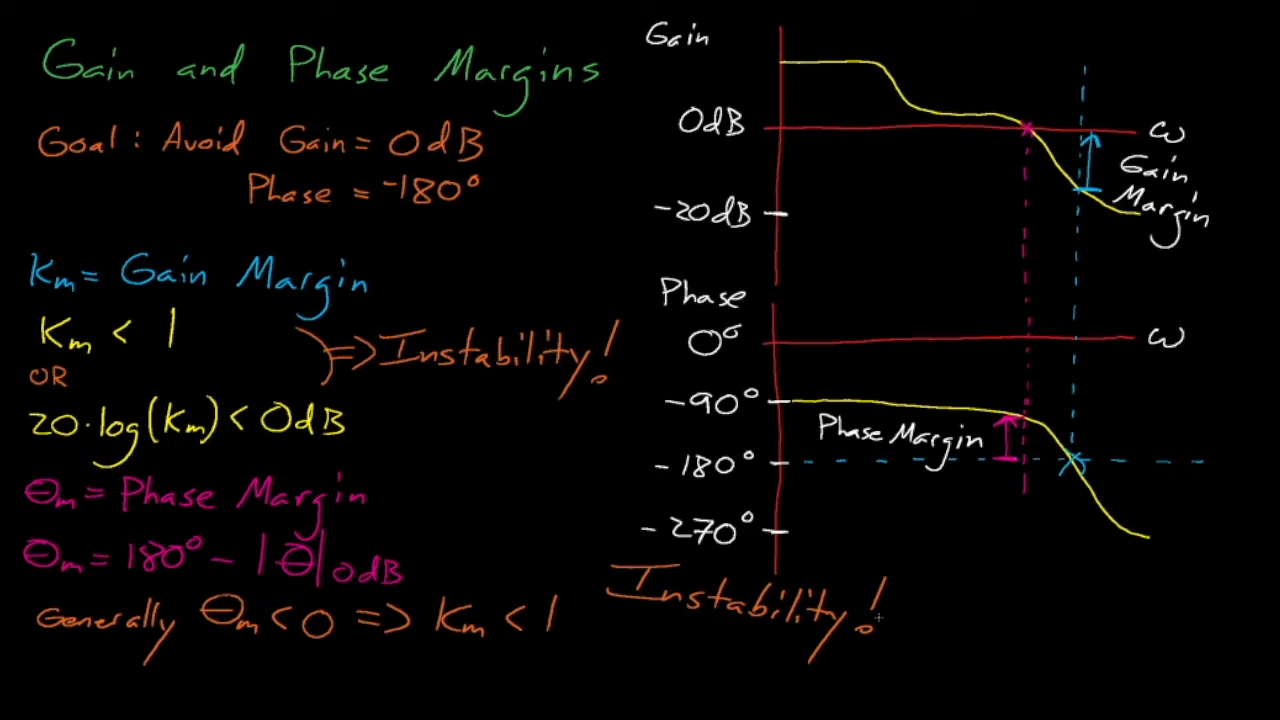 Gain and Phase Margins
Goal: Avoid Gain = 0dB
Phase = -180°
Km = Gain Margin
Km < 1
OR
20·log(Km) < 0dB
=> Instability!
Θm = Phase Margin
Θm = 180° - |Θ|0dB
Generally Θm < 0 => Km < 1
Instability!
Gain
0dB
ω
Gain
Margin
-20dB
Phase
0°
ω
-90°
Phase Margin
-180°
-270°